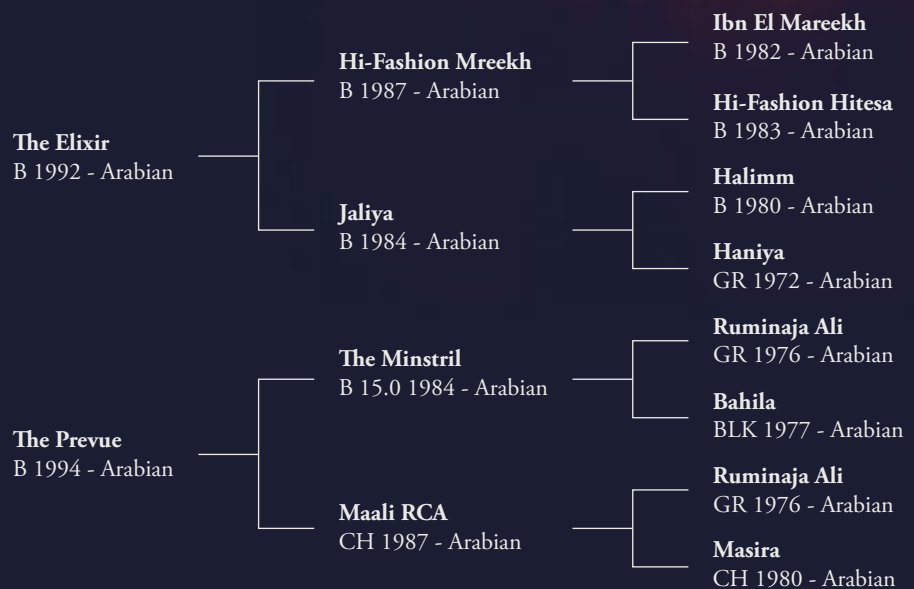 Ibn El Mareekh
B 1982 - Arabian
Hi-Fashion Mreekh
B 1987 - Arabian
Hi-Fashion Hitesa
B 1983 - Arabian
The Elixir
B 1992 - Arabian
Halimm
B 1980 - Arabian
Jaliya
B 1984 - Arabian
Haniya
GR 1972 - Arabian
Ruminaja Ali
GR 1976 - Arabian
The Minstril
B 15.0 1984 - Arabian
Bahila
BLK 1977 - Arabian
The Prevue
B 1994 - Arabian
Ruminaja Ali
GR 1976 - Arabian
Maali RCA
CH 1987 - Arabian
Masira
CH 1980 - Arabian